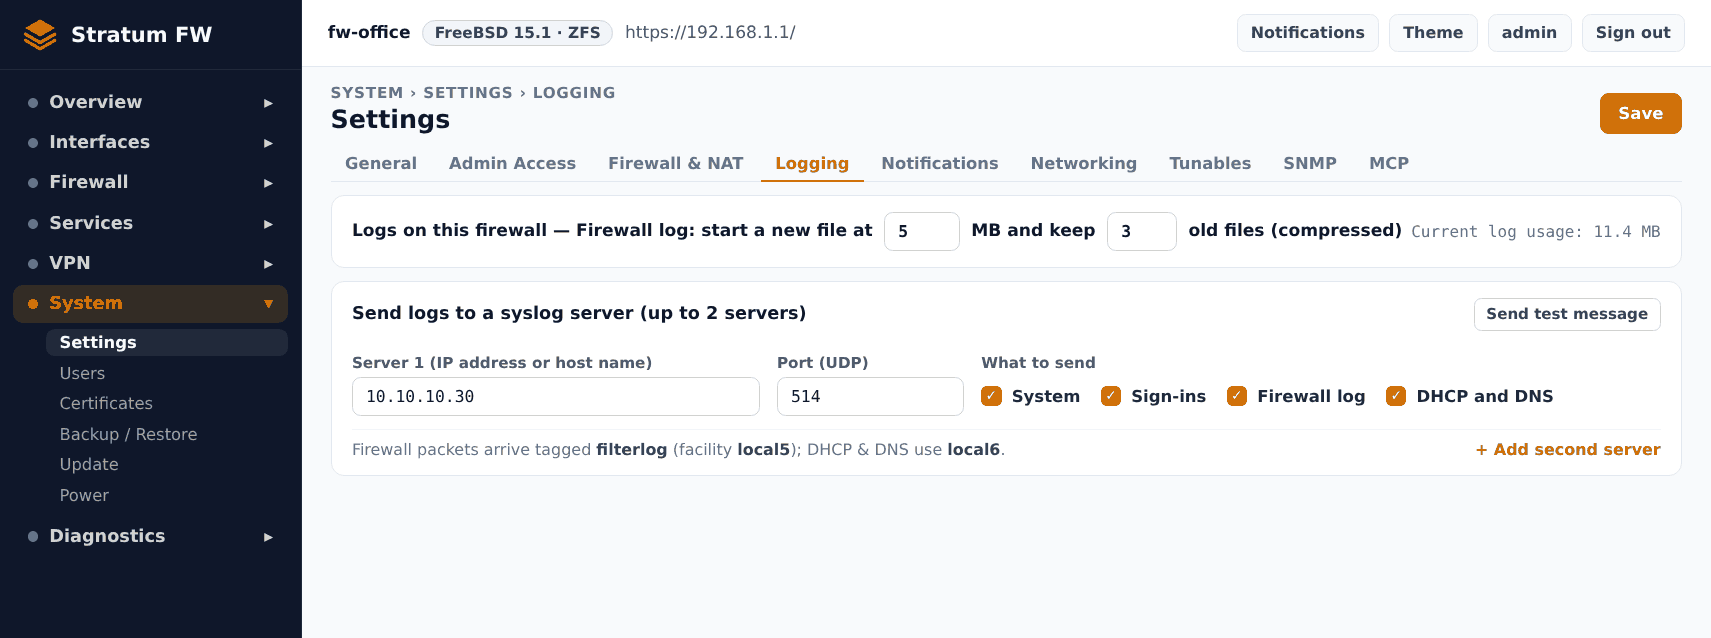 Stratum FW
fw-office FreeBSD 15.1 · ZFS https://192.168.1.1/ Notifications Theme admin Sign out
Overview ▶
Interfaces ▶
Firewall ▶
Services ▶
VPN ▶
System ▼
Settings
Users
Certificates
Backup / Restore
Update
Power
Diagnostics ▶
SYSTEM › SETTINGS › LOGGING
Settings
Save
General Admin Access Firewall & NAT Logging Notifications Networking Tunables SNMP MCP
Logs on this firewall — Firewall log: start a new file at 5 MB and keep 3 old files (compressed) Current log usage: 11.4 MB
Send logs to a syslog server (up to 2 servers) Send test message
Server 1 (IP address or host name) Port (UDP) What to send
10.10.10.30 514 ✓ System ✓ Sign-ins ✓ Firewall log ✓ DHCP and DNS
Firewall packets arrive tagged filterlog (facility local5); DHCP & DNS use local6. + Add second server